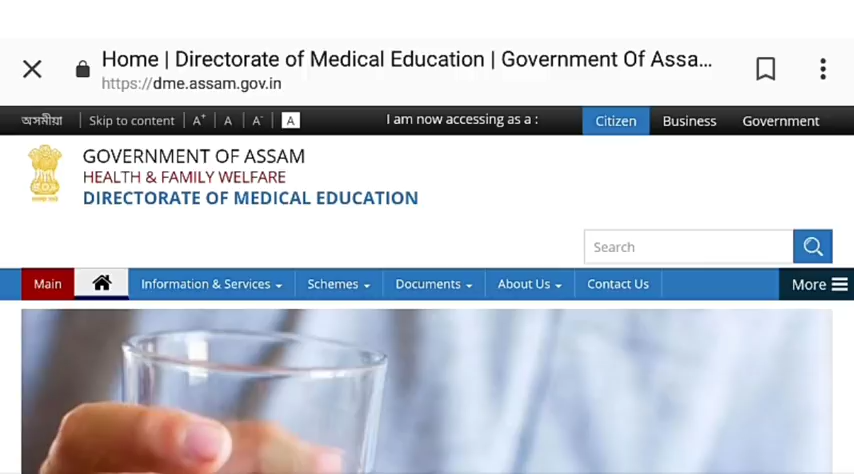 Home | Directorate of Medical Education | Government Of Assa...
https://dme.assam.gov.in
অসমীয়া Skip to content A+ A A- A I am now accessing as a : Citizen Business Government
GOVERNMENT OF ASSAM
HEALTH & FAMILY WELFARE
DIRECTORATE OF MEDICAL EDUCATION
Search
Main Information & Services Schemes Documents About Us Contact Us More